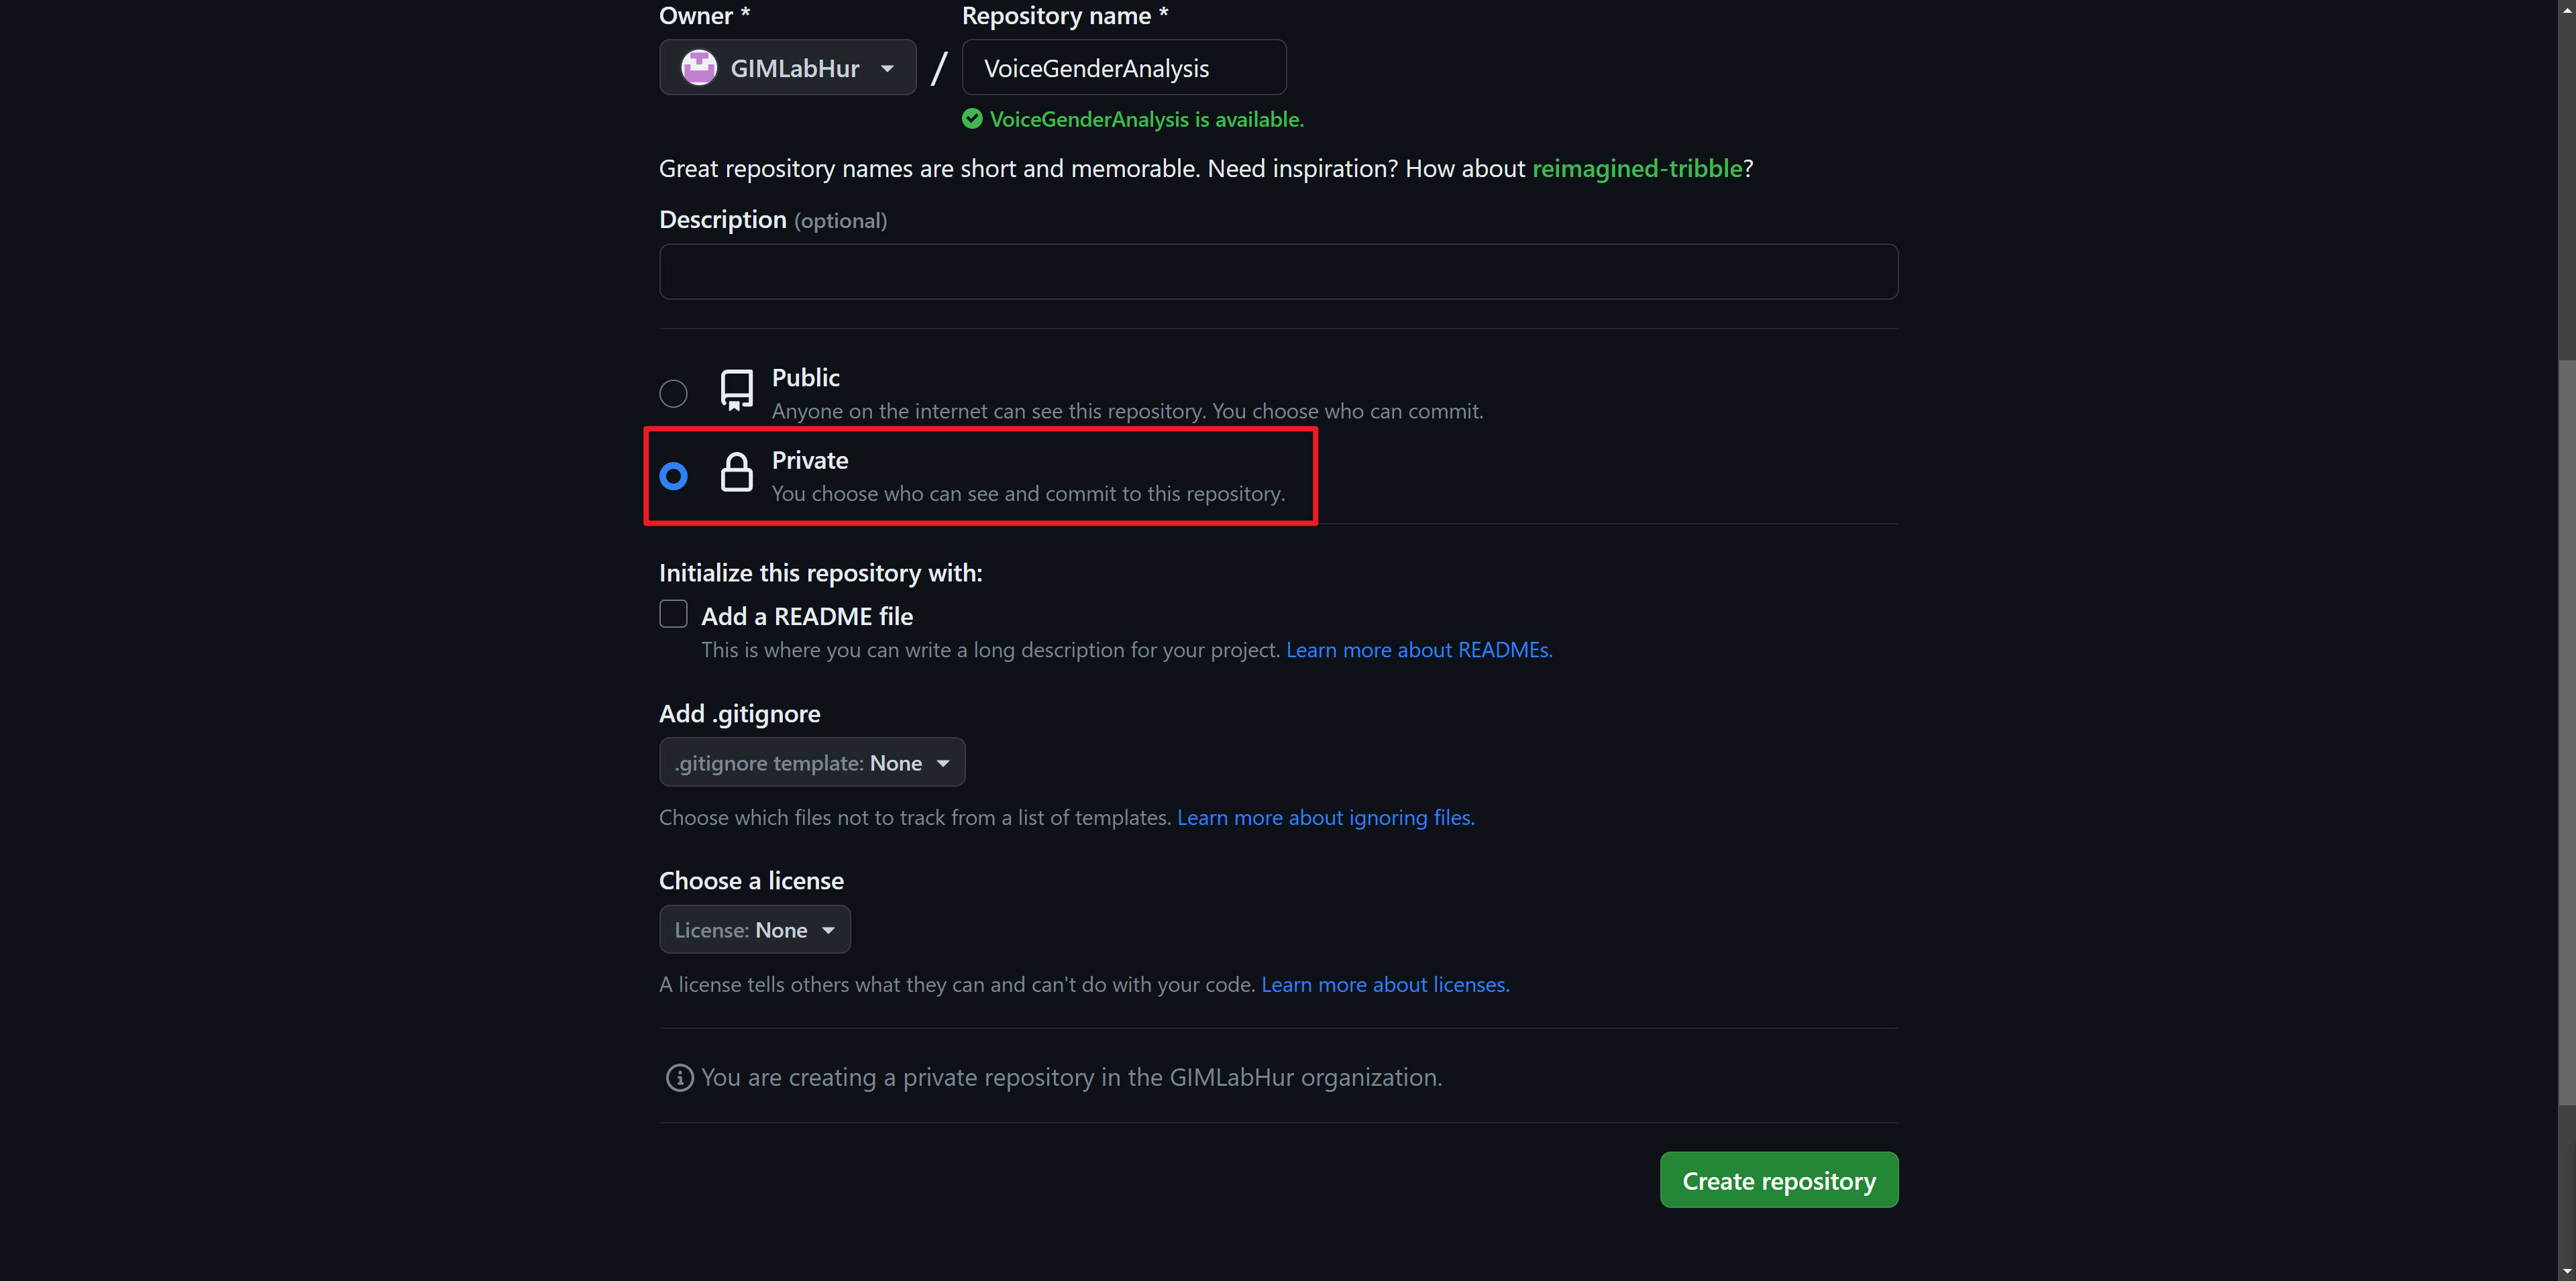 Owner *
Repository name *
GIMLabHur
/
VoiceGenderAnalysis
VoiceGenderAnalysis is available.
Great repository names are short and memorable. Need inspiration? How about reimagined-tribble?
Description (optional)
Public
Anyone on the internet can see this repository. You choose who can commit.
Private
You choose who can see and commit to this repository.
Initialize this repository with:
Add a README file
This is where you can write a long description for your project. Learn more about READMEs.
Add .gitignore
.gitignore template: None
Choose which files not to track from a list of templates. Learn more about ignoring files.
Choose a license
License: None
A license tells others what they can and can't do with your code. Learn more about licenses.
You are creating a private repository in the GIMLabHur organization.
Create repository